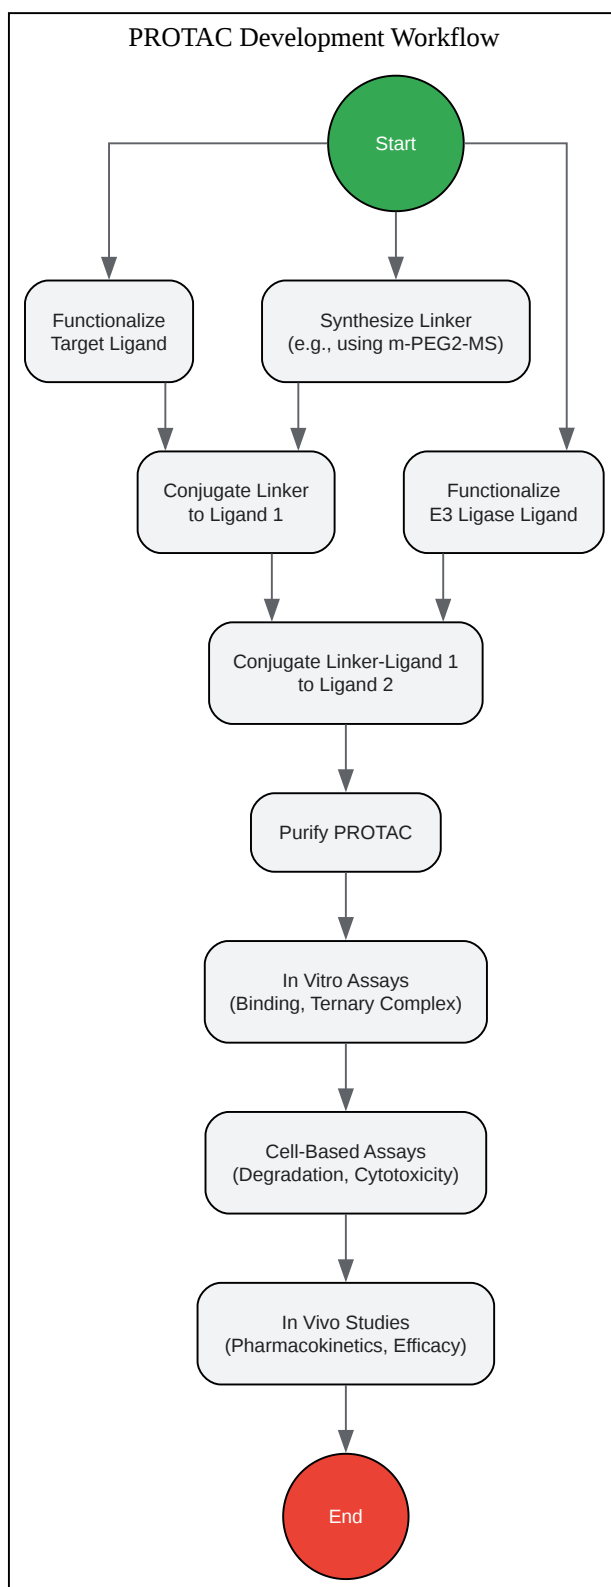 PROTAC Development Workflow
Start
Functionalize
Target Ligand
Synthesize Linker
(e.g., using m-PEG2-MS)
Conjugate Linker
to Ligand 1
Functionalize
E3 Ligase Ligand
Conjugate Linker-Ligand 1
to Ligand 2
Purify PROTAC
In Vitro Assays
(Binding, Ternary Complex)
Cell-Based Assays
(Degradation, Cytotoxicity)
In Vivo Studies
(Pharmacokinetics, Efficacy)
End